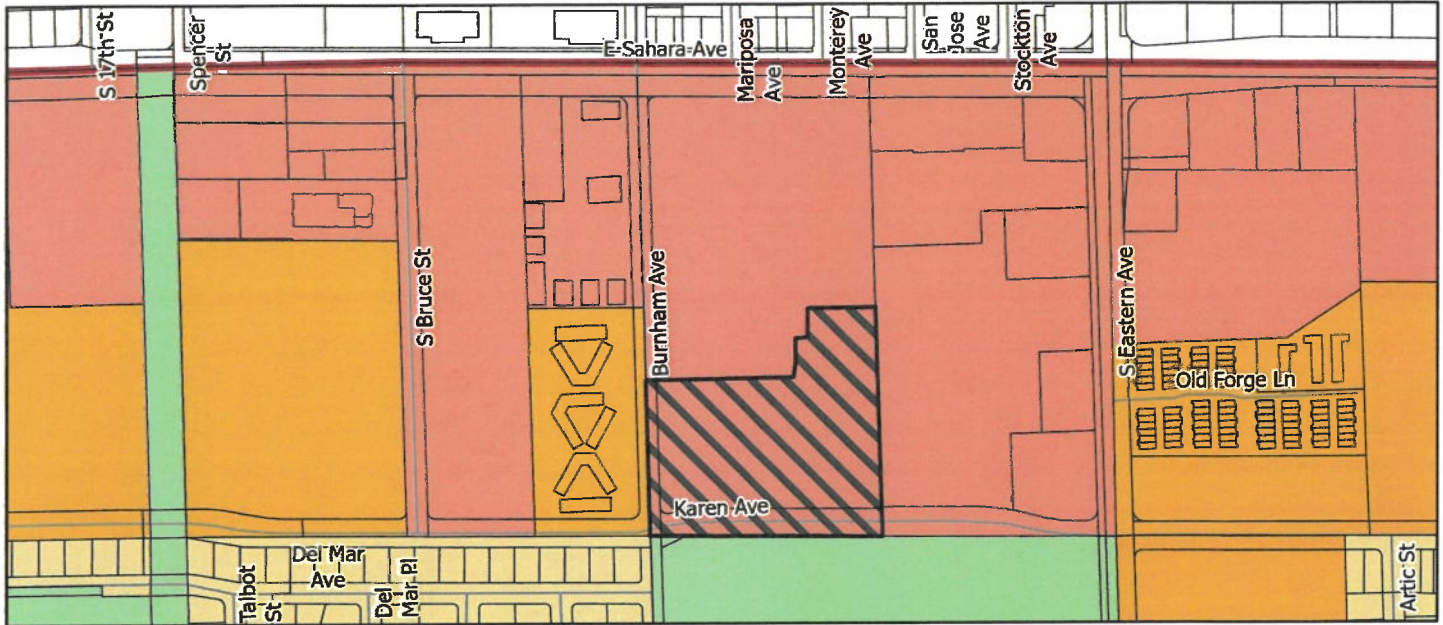 S 17th St
Spencer
St
E Sahara Ave
Mariposa
Ave
Monterey
Ave
San
Jose
Ave
Stockton
Ave
S Bruce St
Burnham Ave
S Eastern Ave
Old Forge Ln
Karen Ave
Del Mar
Ave
Talbot
St
Del
Mar Pl
Artic St